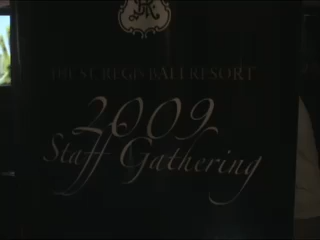 THE ST. REGIS BALI RESORT
2009
Staff Gathering